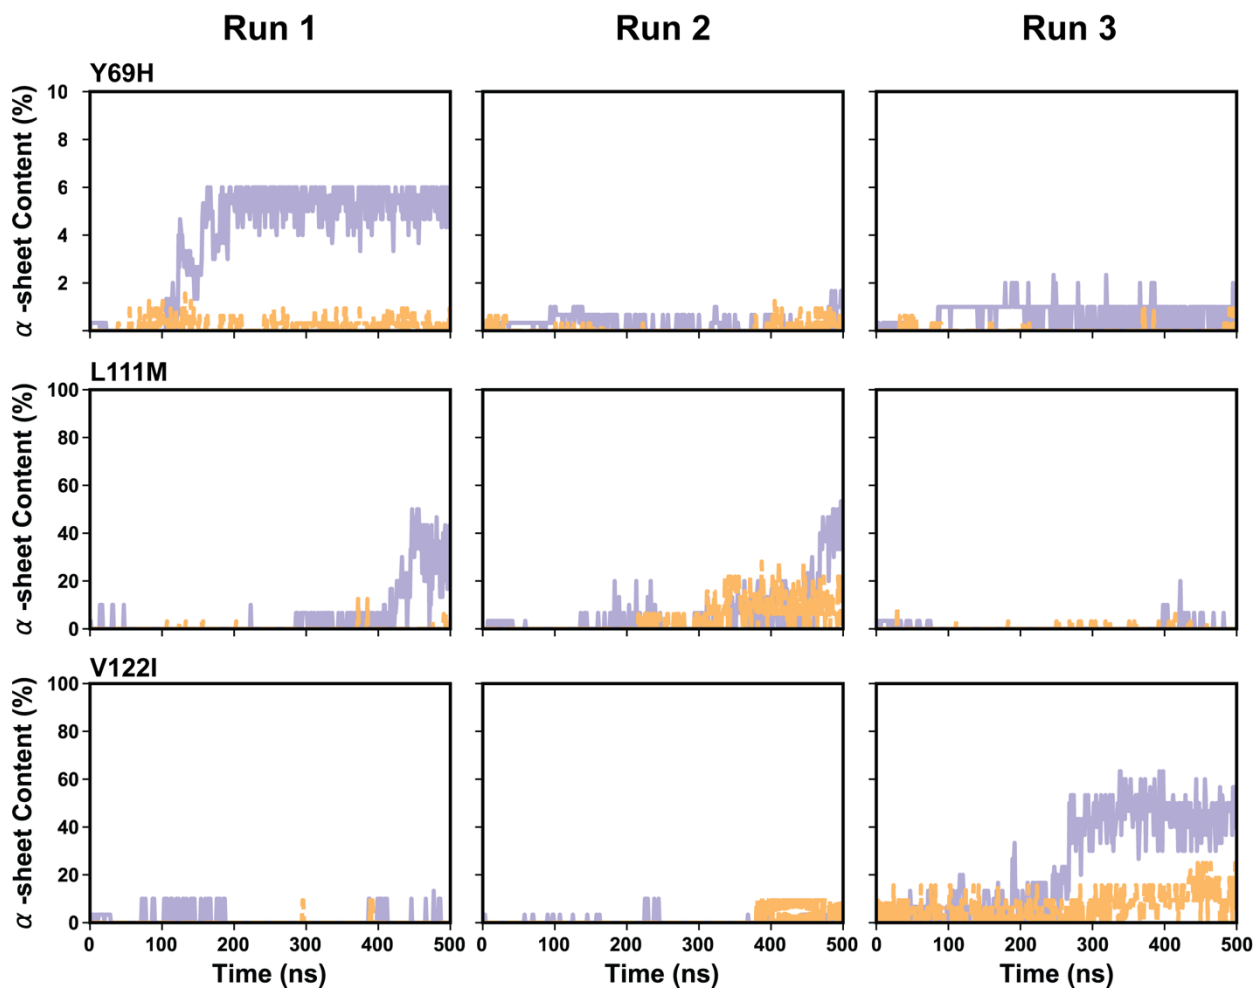 Run 1 Run 2 Run 3
Y69H
α -sheet Content (%)
10
8
6
4
2
L111M
α -sheet Content (%)
100
80
60
40
20
0
V122I
α -sheet Content (%)
100
80
60
40
20
0
0 100 200 300 400 500 0 100 200 300 400 500 0 100 200 300 400 500
Time (ns) Time (ns) Time (ns)